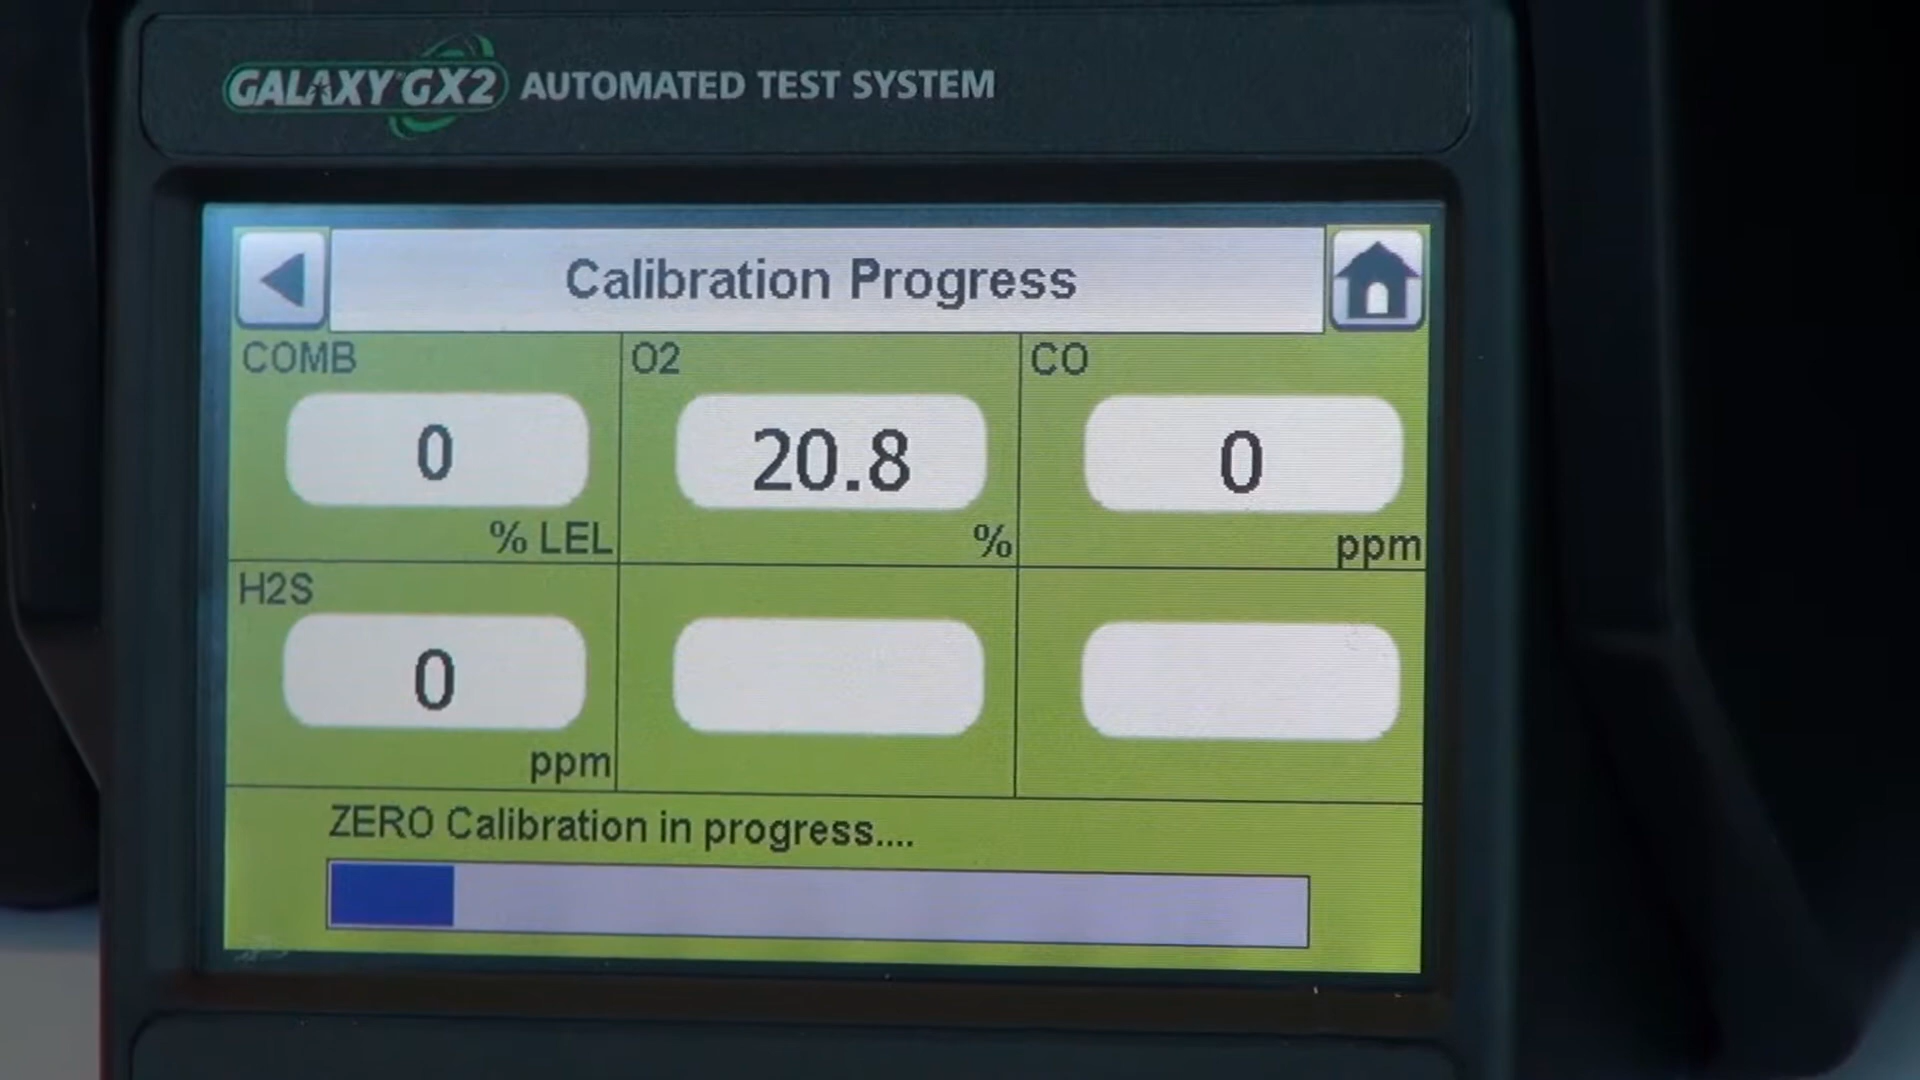 GALAXY GX2 AUTOMATED TEST SYSTEM
Calibration Progress
COMB O2 CO
0 20.8 0
% LEL % ppm
H2S
0
ppm
ZERO Calibration in progress....